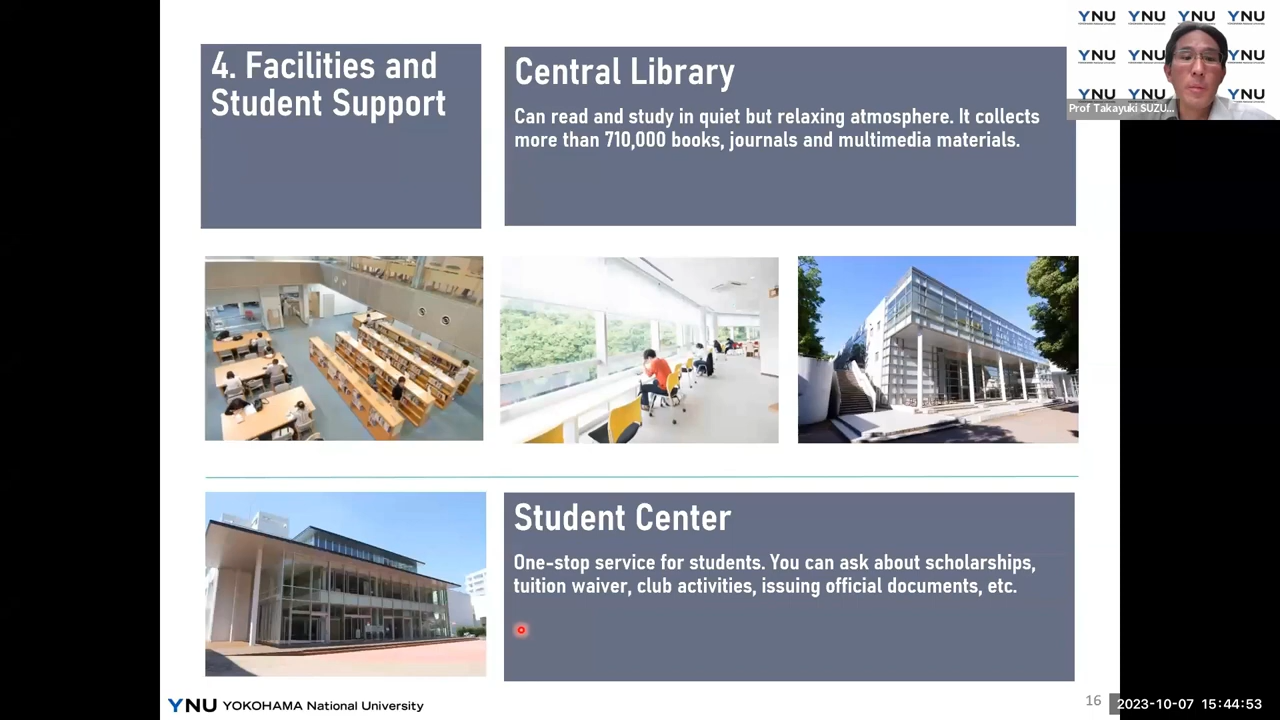 4. Facilities and
Student Support
Central Library
Can read and study in quiet but relaxing atmosphere. It collects
more than 710,000 books, journals and multimedia materials.
YNU YNU YNU YNU
YNU YNU YNU
YNU YNU YNU
Prof Takayuki SUZU...
Student Center
One-stop service for students. You can ask about scholarships,
tuition waiver, club activities, issuing official documents, etc.
YNU YOKOHAMA National University
16
2023-10-07 15:44:53